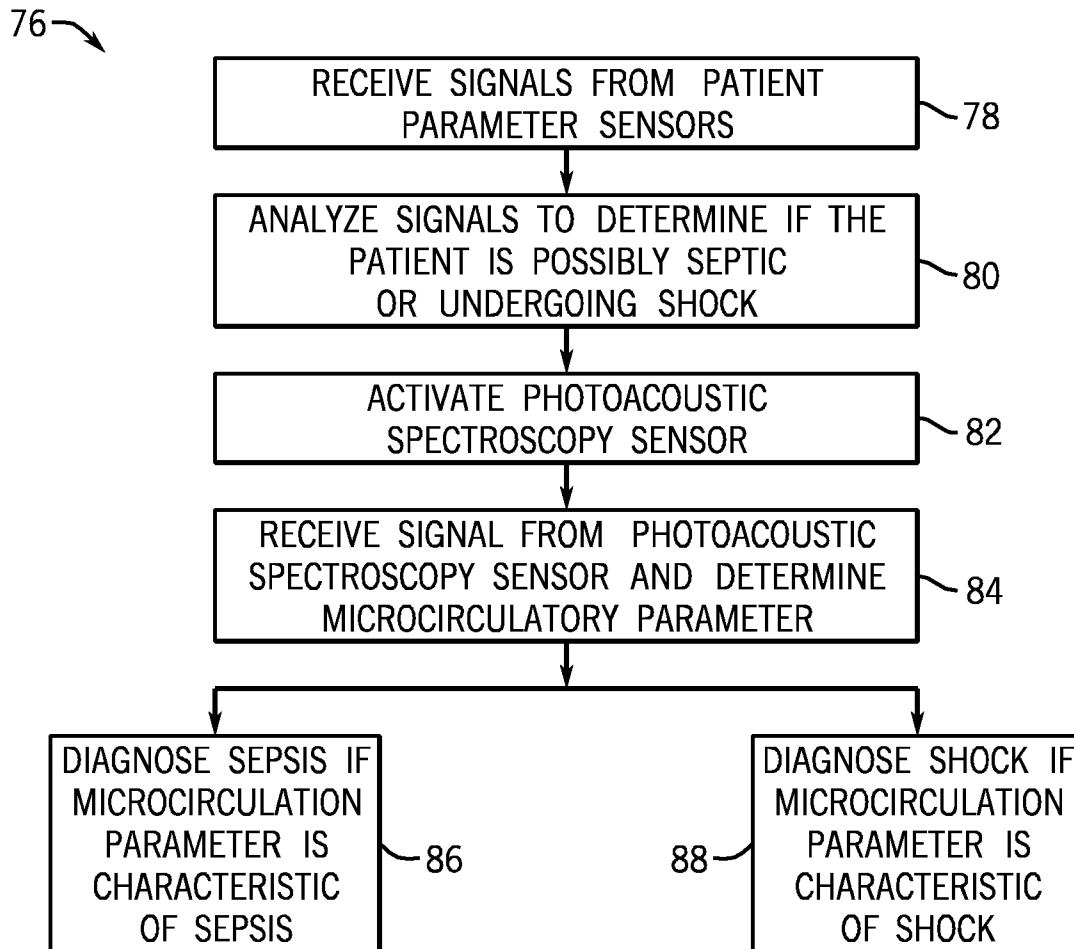 76
RECEIVE SIGNALS FROM PATIENT
PARAMETER SENSORS
78
ANALYZE SIGNALS TO DETERMINE IF THE
PATIENT IS POSSIBLY SEPTIC
OR UNDERGOING SHOCK
80
ACTIVATE PHOTOACOUSTIC
SPECTROSCOPY SENSOR
82
RECEIVE SIGNAL FROM PHOTOACOUSTIC
SPECTROSCOPY SENSOR AND DETERMINE
MICROCIRCULATORY PARAMETER
84
DIAGNOSE SEPSIS IF
MICROCIRCULATION
PARAMETER IS
CHARACTERISTIC
OF SEPSIS
86
88
DIAGNOSE SHOCK IF
MICROCIRCULATION
PARAMETER IS
CHARACTERISTIC
OF SHOCK